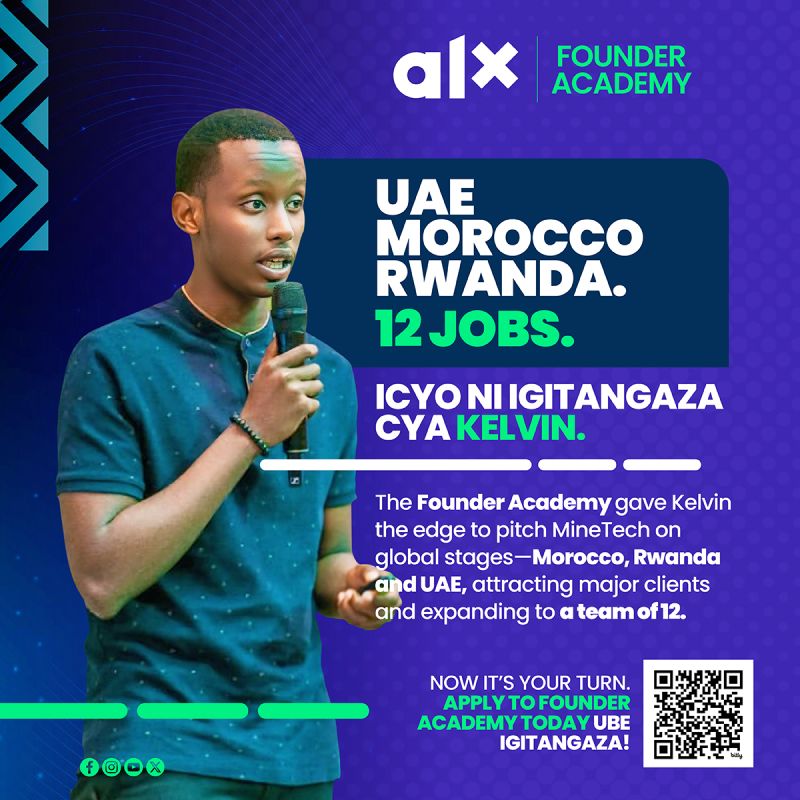 alx
FOUNDER
ACADEMY
UAE
MOROCCO
RWANDA.
12 JOBS.
ICYO NI IGITANGAZA
CYA KELVIN.
The Founder Academy gave Kelvin
the edge to pitch MineTech on
global stages—Morocco, Rwanda
and UAE, attracting major clients
and expanding to a team of 12.
NOW IT'S YOUR TURN.
APPLY TO FOUNDER
ACADEMY TODAY UBE
IGITANGAZA!
bitly